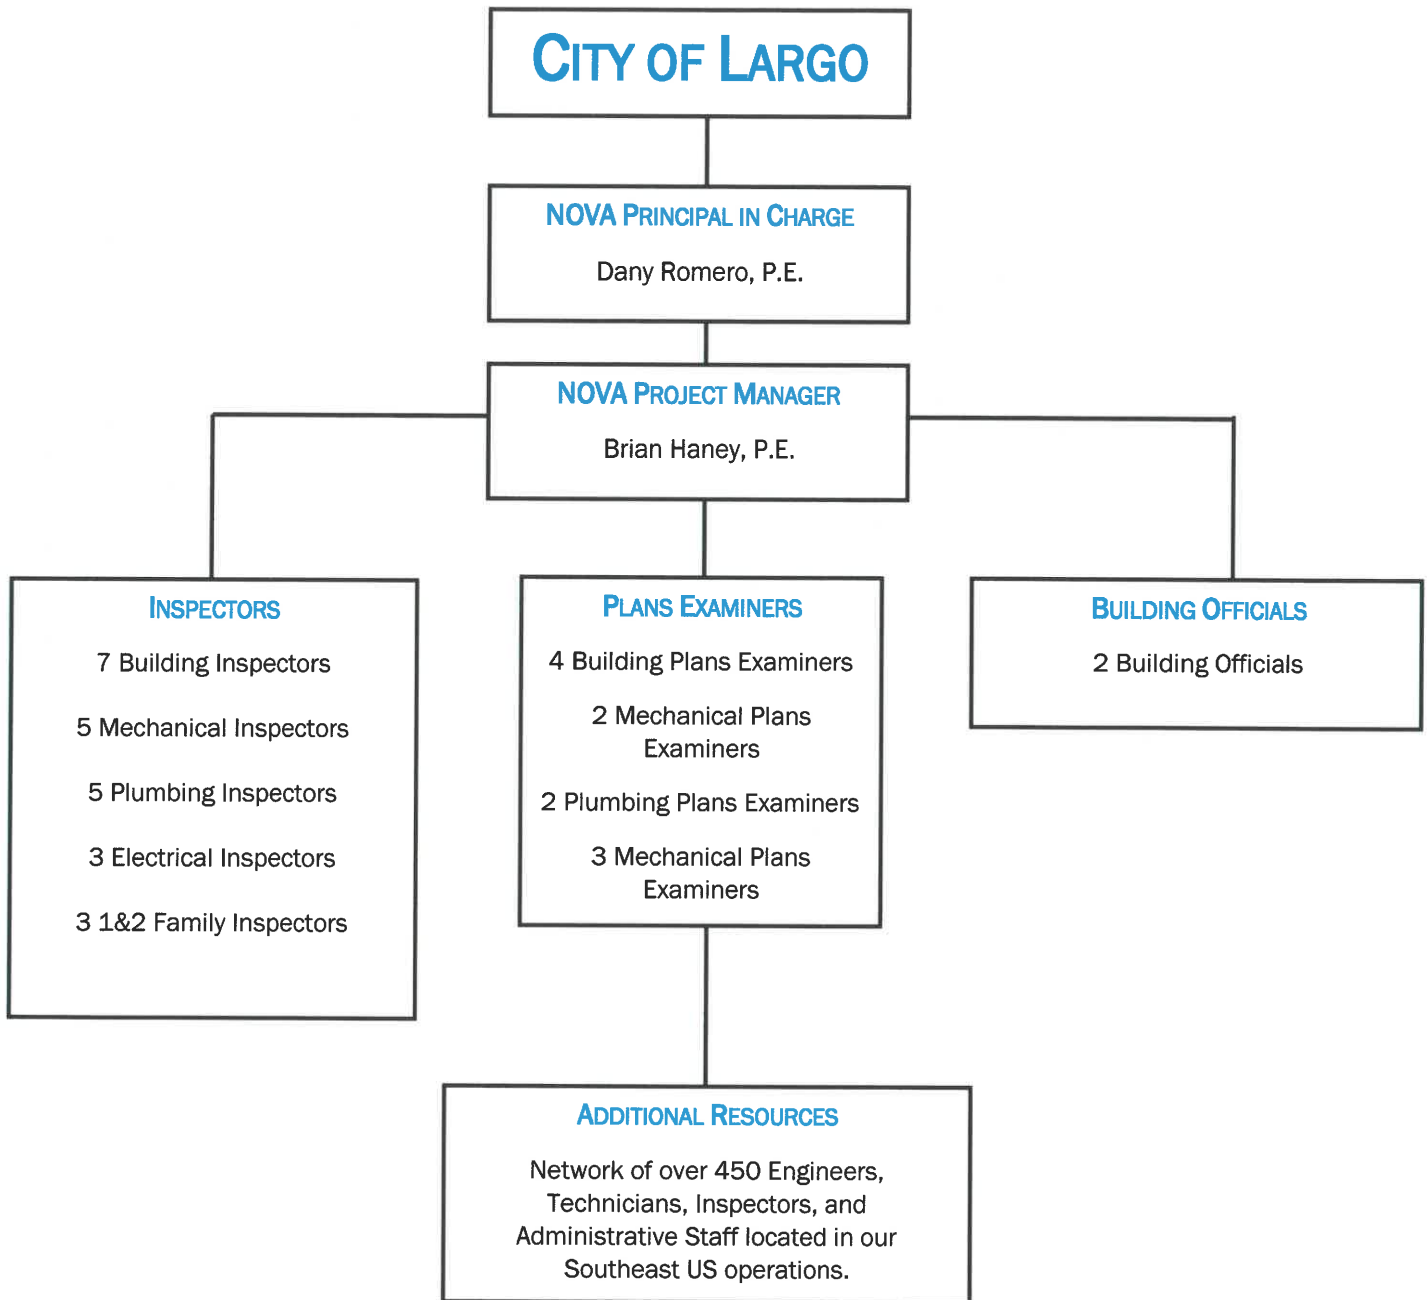 CITY OF LARGO
NOVA PRINCIPAL IN CHARGE
Dany Romero, P.E.
NOVA PROJECT MANAGER
Brian Haney, P.E.
INSPECTORS
7 Building Inspectors
5 Mechanical Inspectors
5 Plumbing Inspectors
3 Electrical Inspectors
3 1&2 Family Inspectors
PLANS EXAMINERS
4 Building Plans Examiners
2 Mechanical Plans
Examiners
2 Plumbing Plans Examiners
3 Mechanical Plans
Examiners
BUILDING OFFICIALS
2 Building Officials
ADDITIONAL RESOURCES
Network of over 450 Engineers,
Technicians, Inspectors, and
Administrative Staff located in our
Southeast US operations.